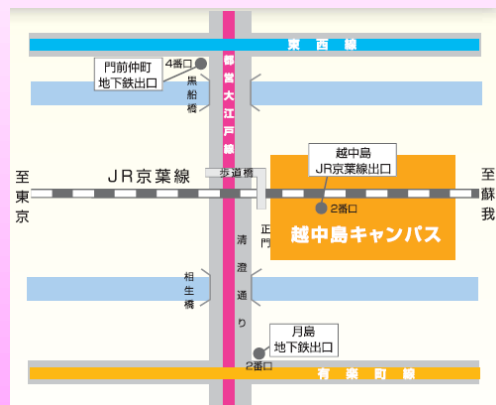 東西線
門前仲町
地下鉄出口
4番口
都営大江戸線
黒船橋
越中島
JR京葉線出口
JR京葉線
歩道橋
至東京
至蘇我
2番口
正門
越中島キャンパス
清澄通り
相生橋
月島
地下鉄出口
2番口
有楽町線